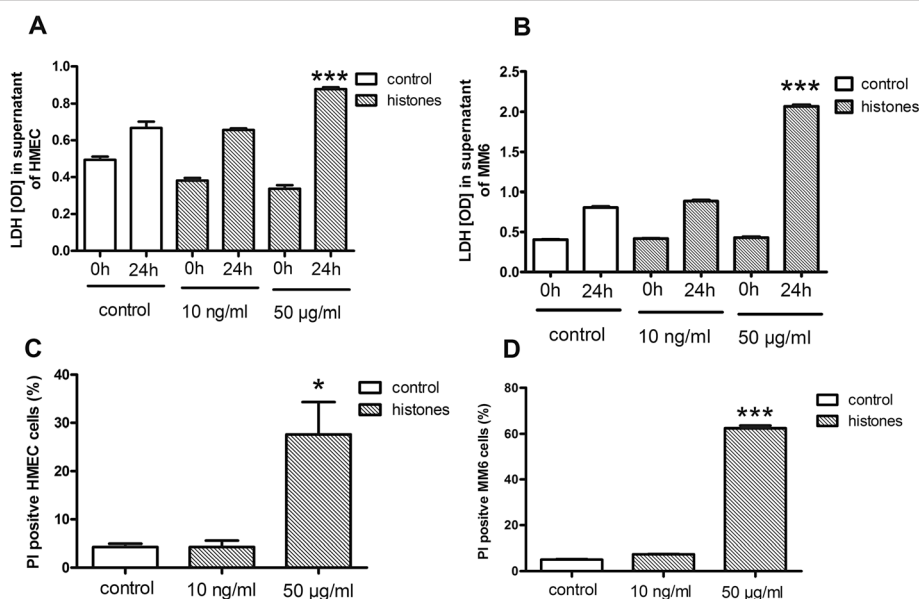 A
LDH [OD] in supernatant
of HMEC
1.0
0.8
0.6
0.4
0.2
0.0
***
control
histones
0h 24h 0h 24h 0h 24h
control 10 ng/ml 50 µg/ml
B
LDH [OD] in supernatant
of MM6
2.5
2.0
1.5
1.0
0.5
0.0
***
control
histones
0h 24h 0h 24h 0h 24h
control 10 ng/ml 50 µg/ml
C
PI positve HMEC cells (%)
40
30
20
10
0
*
control
histones
control 10 ng/ml 50 µg/ml
D
PI positve MM6 cells (%)
80
60
40
20
0
***
control
histones
control 10 ng/ml 50 µg/ml